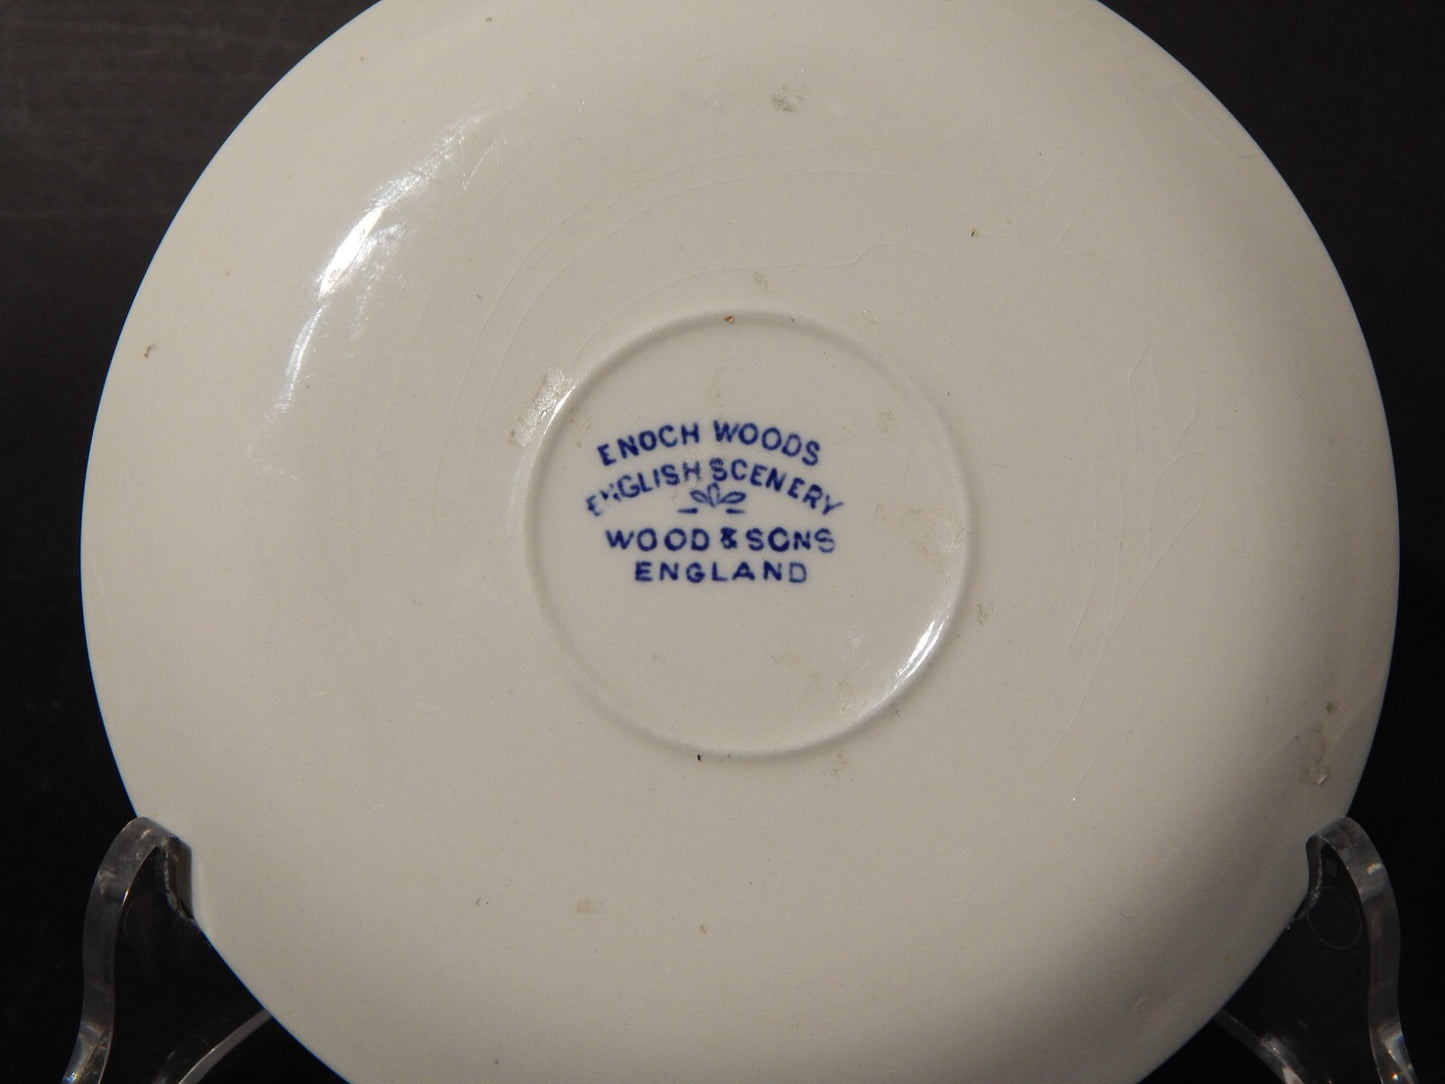 ENOCH WOODS
ENGLISH SCENERY
WOOD & SONS
ENGLAND